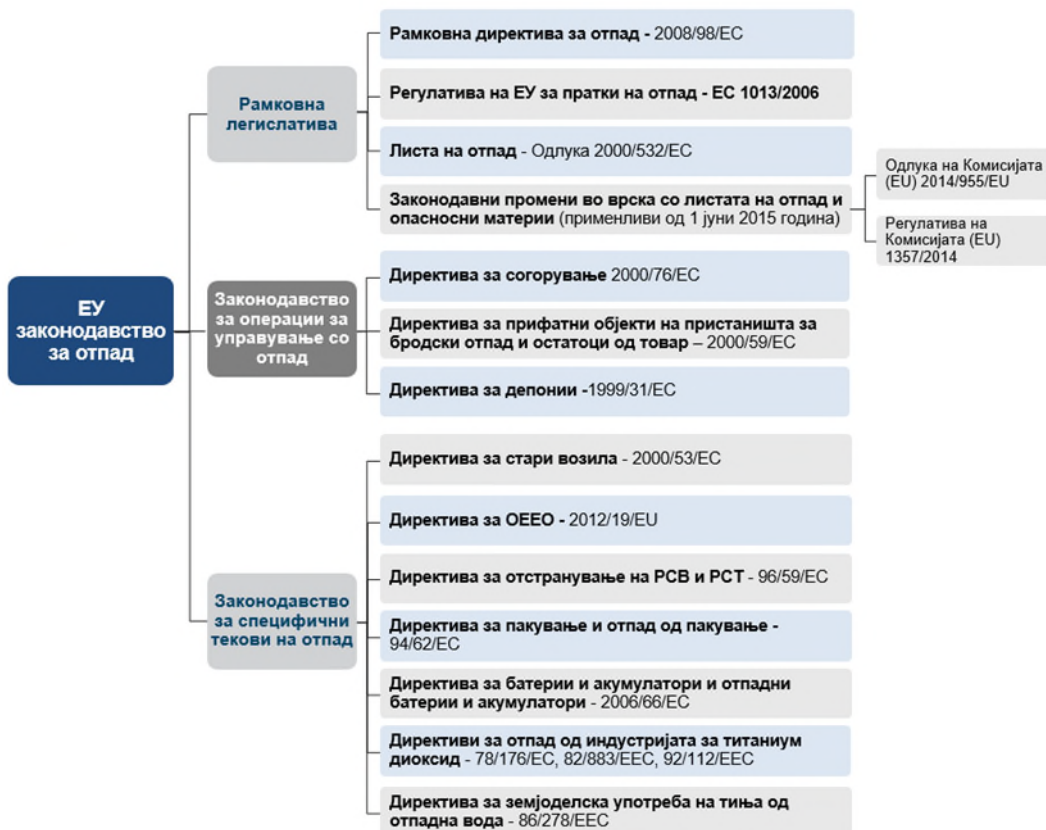 ЕУ
законодавство
за отпад
Рамковна
легислатива
Рамковна директива за отпад - 2008/98/EC
Регулатива на ЕУ за пратки на отпад - ЕС 1013/2006
Листа на отпад - Одлука 2000/532/EC
Законодавни промени во врска со листата на отпад и
опасносни материи (применливи од 1 јуни 2015 година)
Одлука на Комисијата
(EU) 2014/955/EU
Регулатива на
Комисијата (EU)
1357/2014
Законодавство
за операции за
управување со
отпад
Директива за согорување 2000/76/EC
Директива за прифатни објекти на пристаништа за
бродски отпад и остатоци од товар – 2000/59/EC
Директива за депонии -1999/31/EC
Законодавство
за специфични
текови на отпад
Директива за стари возила - 2000/53/EC
Директива за ОЕЕО - 2012/19/EU
Директива за отстранување на PCB и PCT - 96/59/EC
Директива за пакување и отпад од пакување -
94/62/EC
Директива за батерии и акумулатори и отпадни
батерии и акумулатори - 2006/66/EC
Директиви за отпад од индустријата за титаниум
диоксид - 78/176/EC, 82/883/EEC, 92/112/EEC
Директива за земјоделска употреба на тиња од
отпадна вода - 86/278/EEC